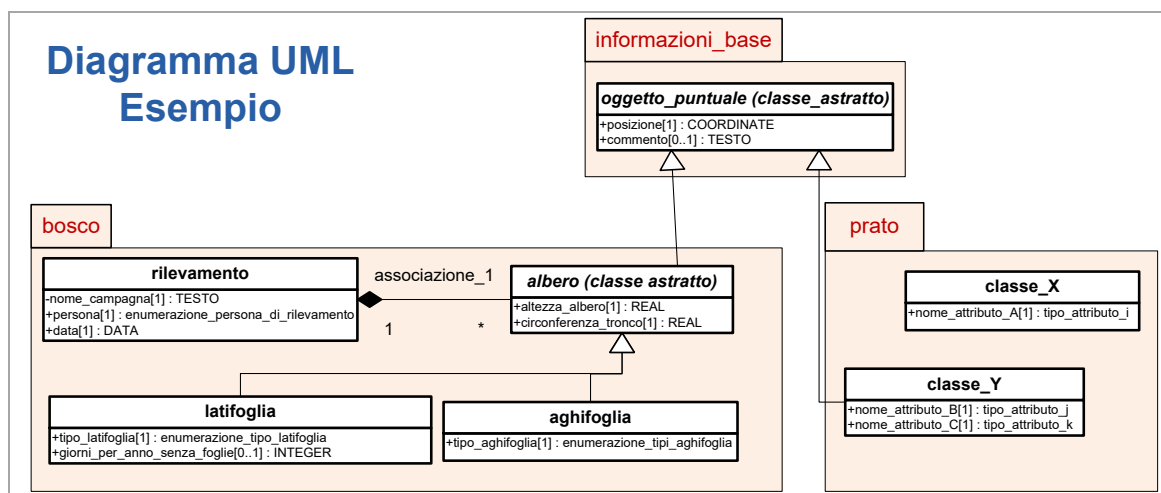 Diagramma UML
Esempio
informazioni_base
oggetto_puntuale (classe_astratto)
+posizione[1] : COORDINATE
+commento[0..1] : TESTO
bosco
rilevamento
-nome_campagna[1] : TESTO
+persona[1] : enumerazione_persona_di_rilevamento
+data[1] : DATA
associazione_1
1
*
albero (classe astratto)
+altezza_albero[1] : REAL
+circonferenza_tronco[1] : REAL
latifoglia
+tipo_latifoglia[1] : enumerazione_tipo_latifoglia
+giorni_per_anno_senza_foglie[0..1] : INTEGER
aghifoglia
+tipo_aghifoglia[1] : enumerazione_tipi_aghifoglia
prato
classe_X
+nome_attributo_A[1] : tipo_attributo_i
classe_Y
+nome_attributo_B[1] : tipo_attributo_j
+nome_attributo_C[1] : tipo_attributo_k